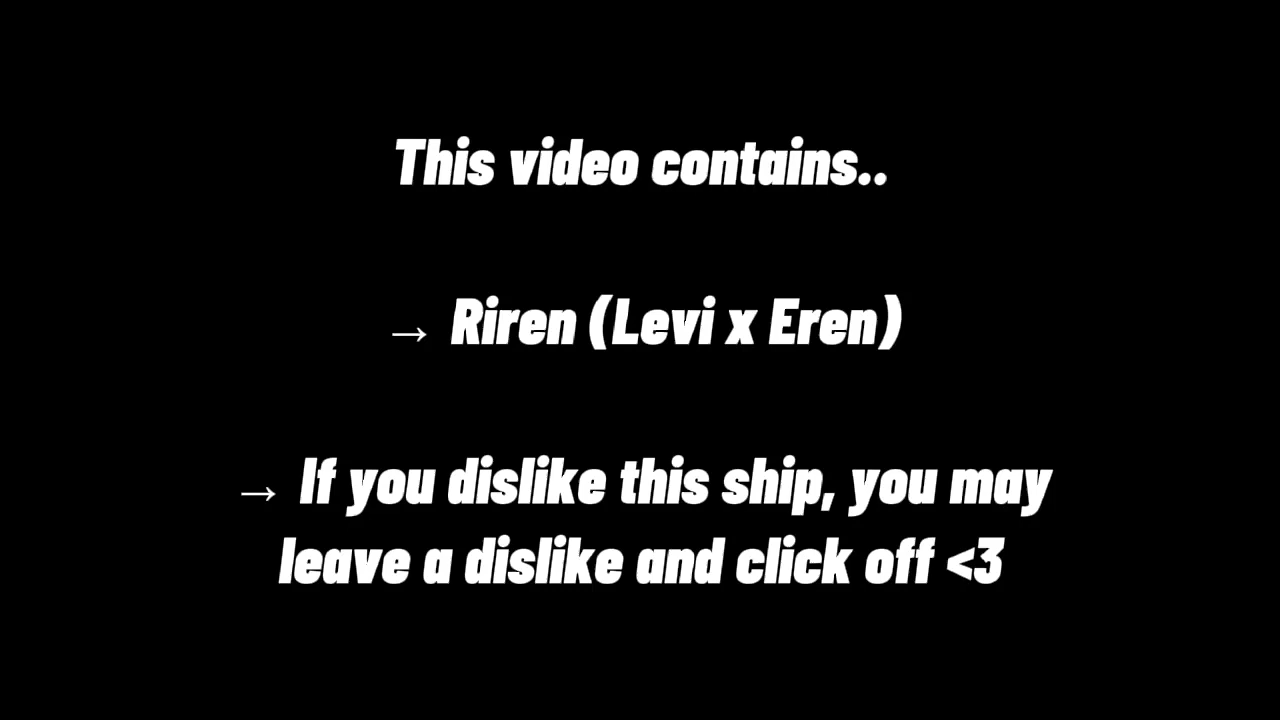 This video contains..
→ Riren (Levi x Eren)
→ If you dislike this ship, you may
leave a dislike and click off <3